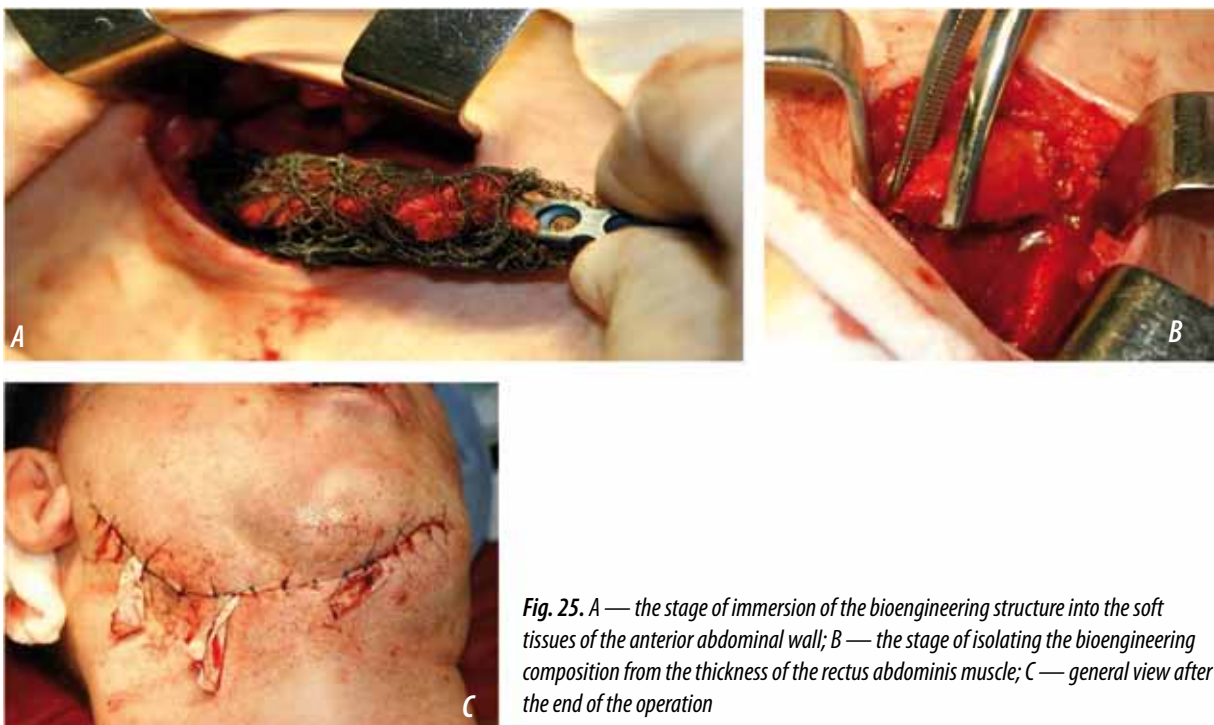 A
B
C
Fig. 25. A — the stage of immersion of the bioengineering structure into the soft
tissues of the anterior abdominal wall; B — the stage of isolating the bioengineering
composition from the thickness of the rectus abdominis muscle; C — general view after
the end of the operation